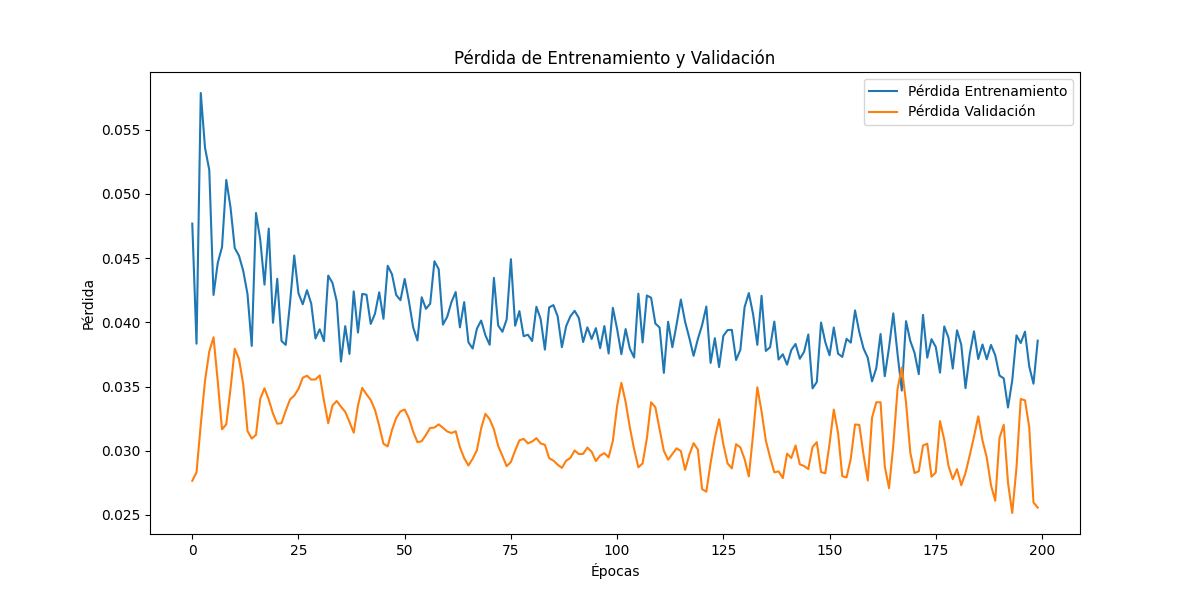 Pérdida de Entrenamiento y Validación
Pérdida Entrenamiento
Pérdida Validación
0.055
0.050
0.045
0.040
0.035
0.030
0.025
Pérdida
0 25 50 75 100 125 150 175 200
Épocas